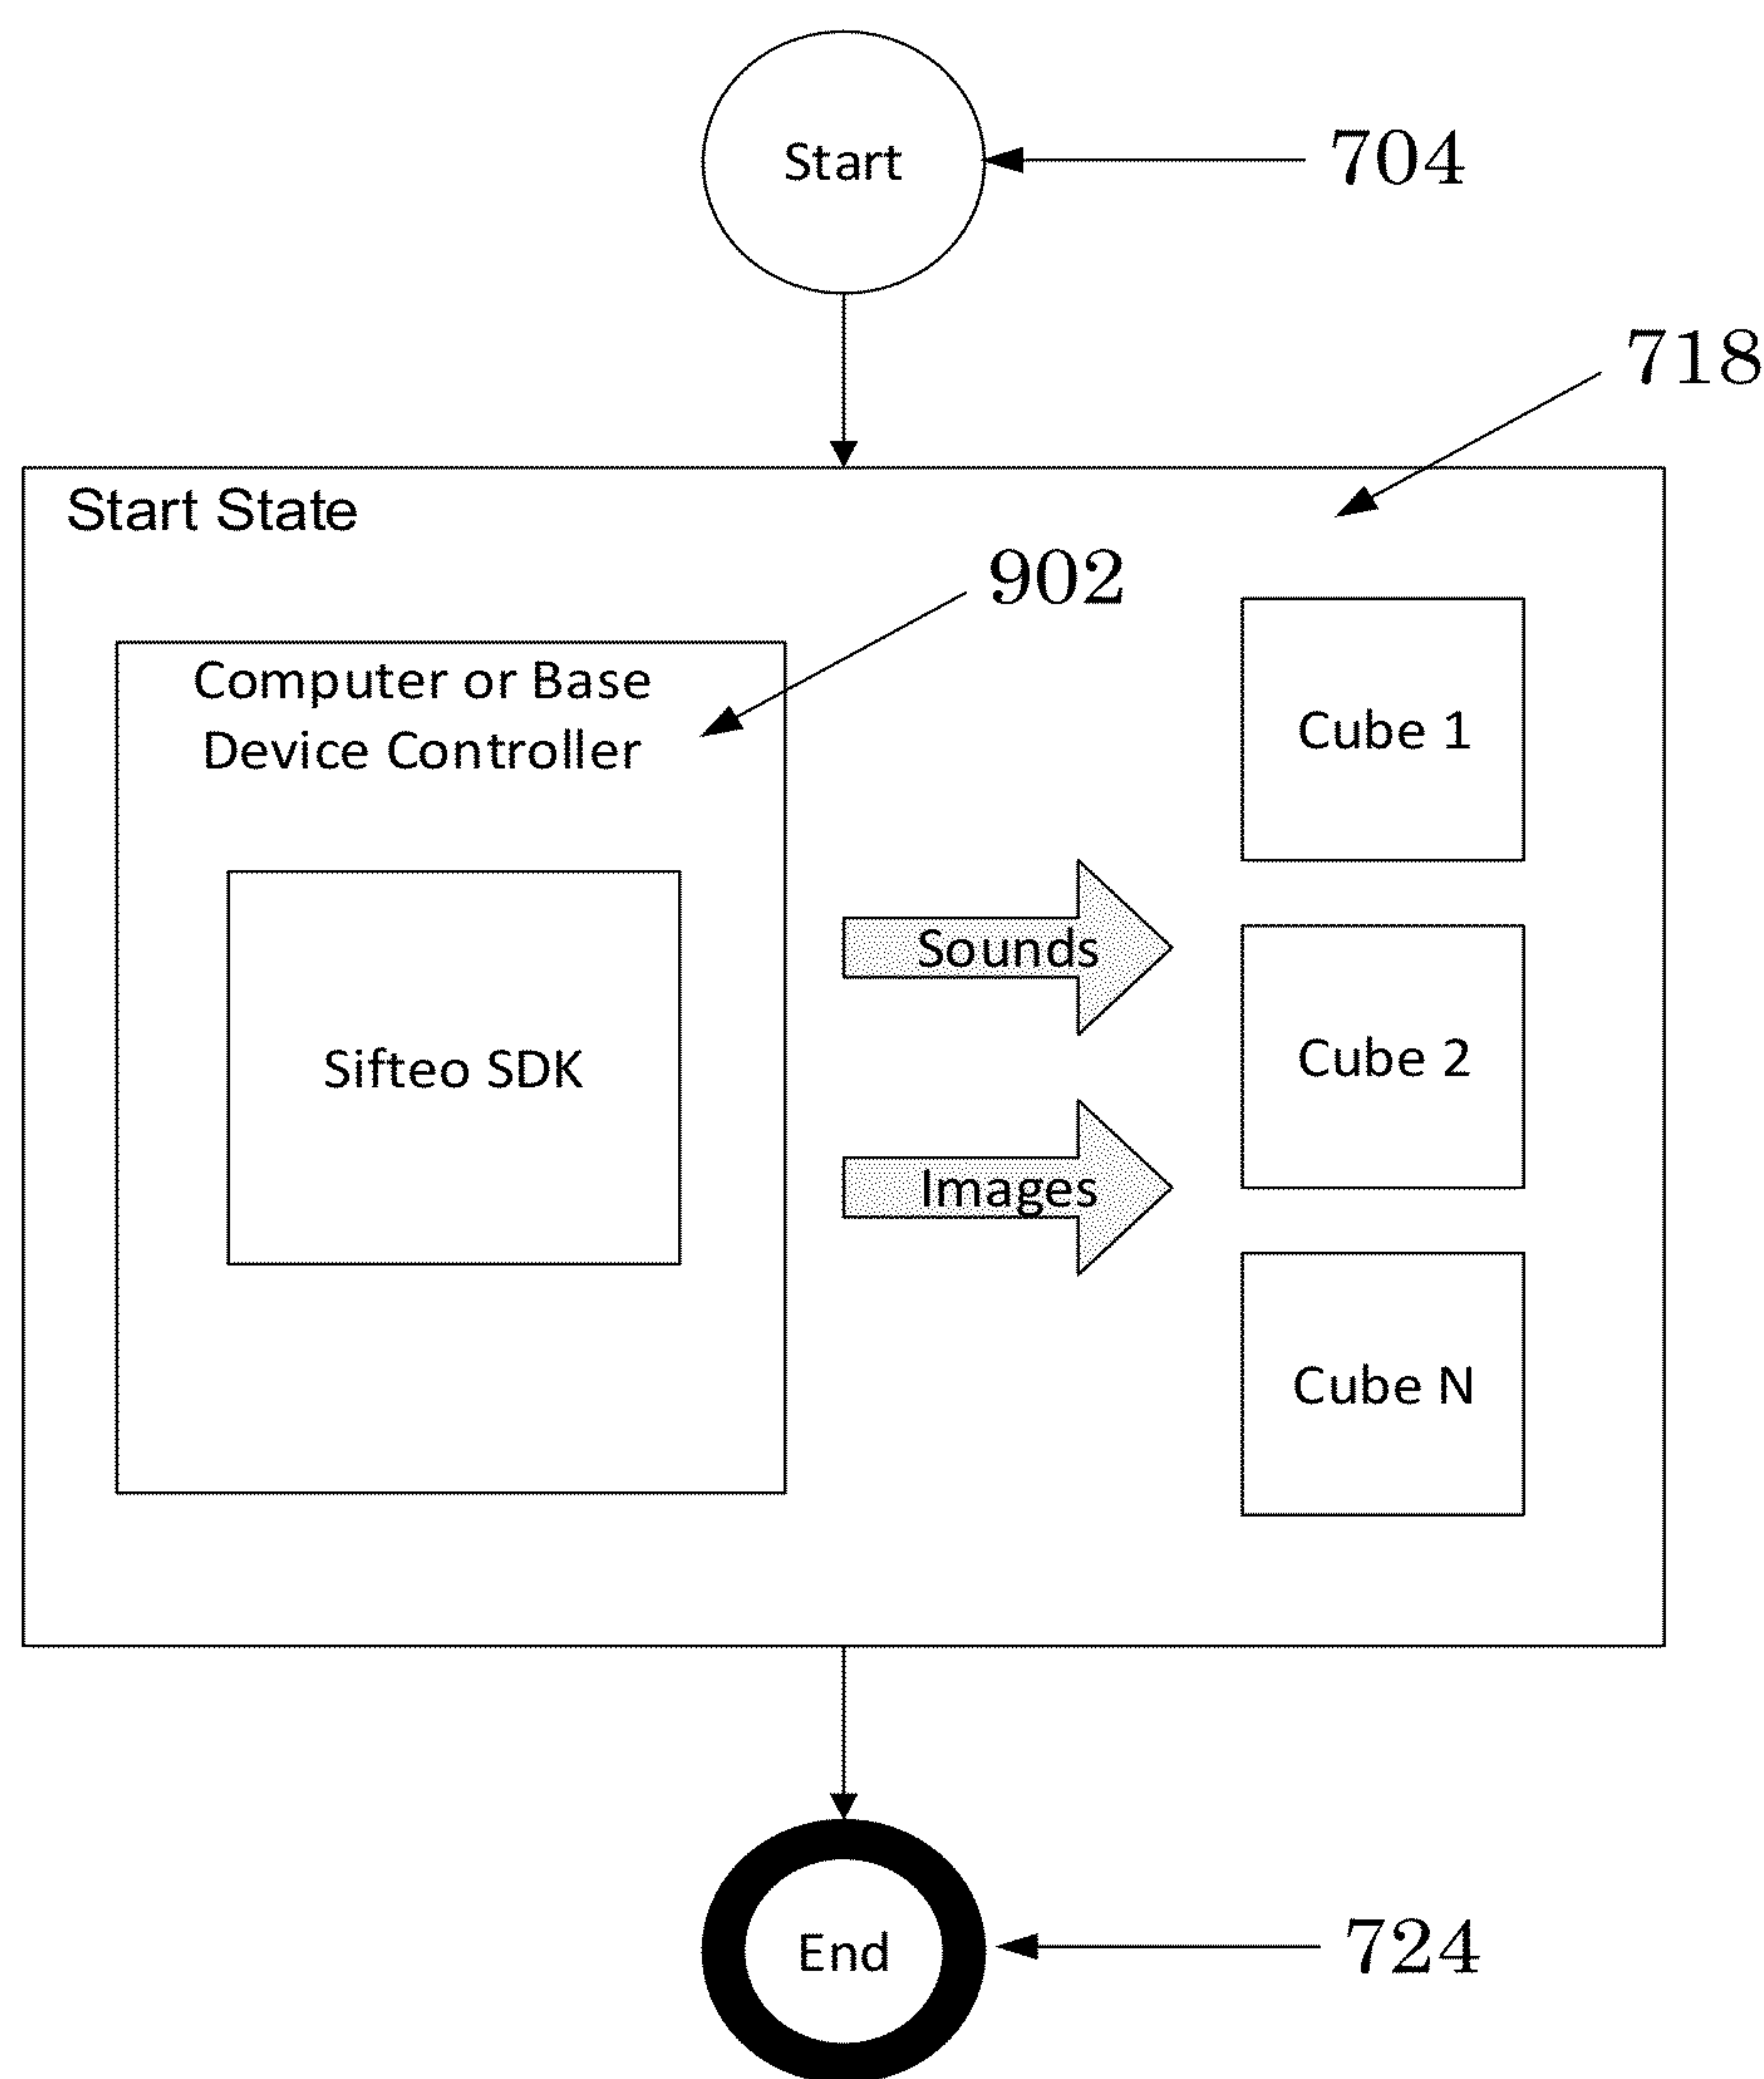 Start
704
718
Start State
902
Computer or Base
Device Controller
Cube 1
Sounds
Sifteo SDK
Cube 2
Images
Cube N
End
724